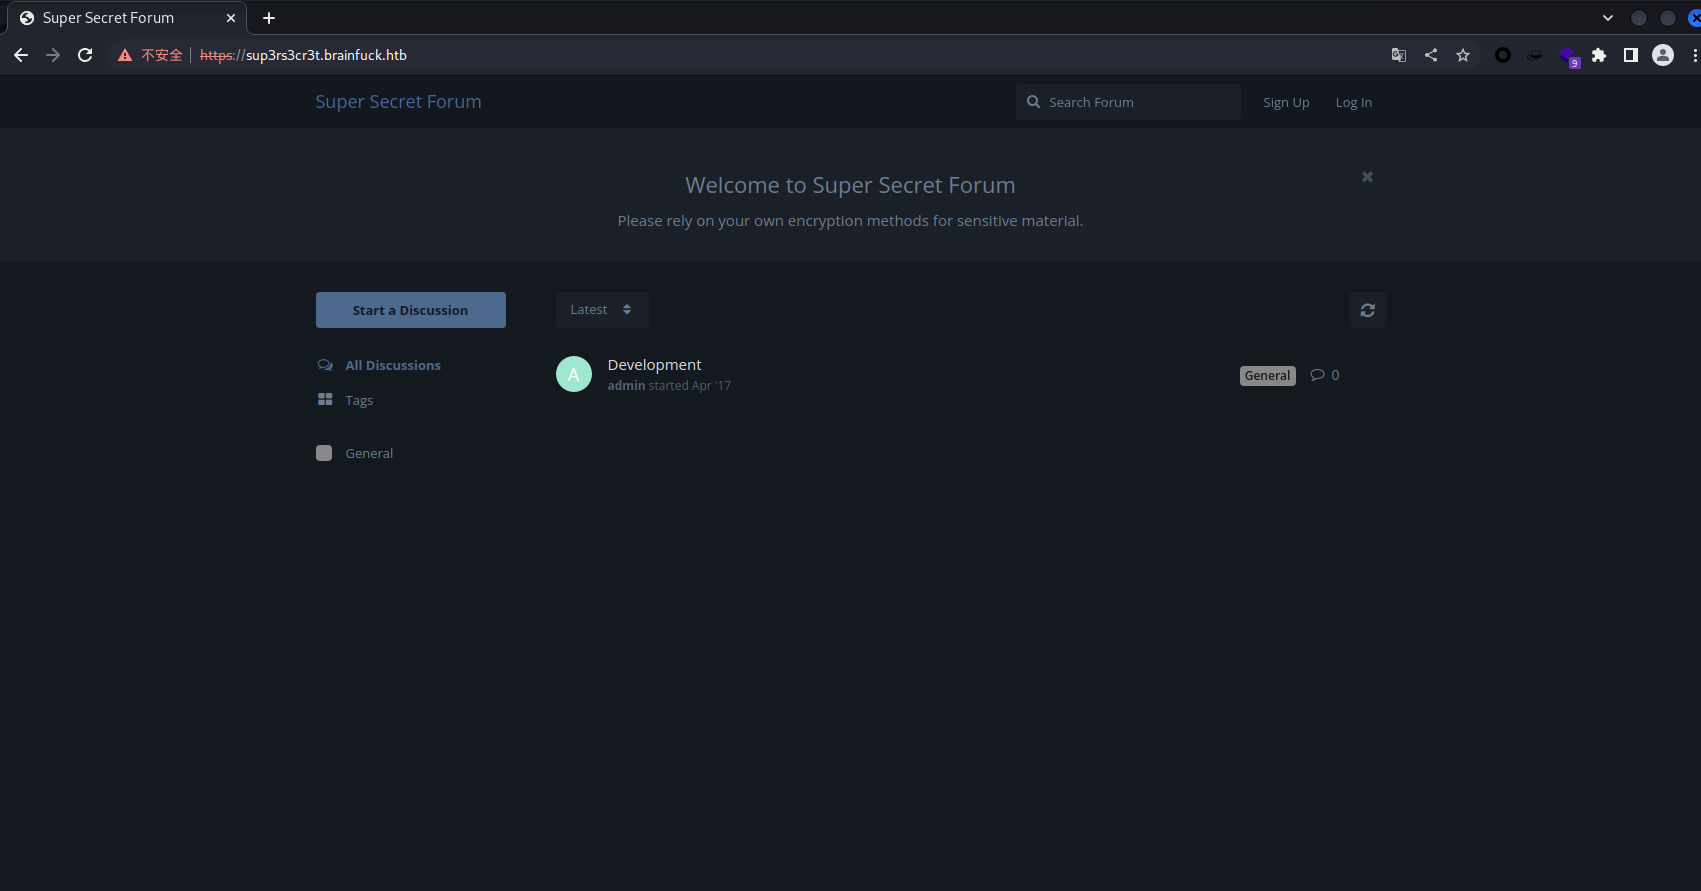 Super Secret Forum
不安全 https://sup3rs3cr3t.brainfuck.htb
9
Super Secret Forum
Search Forum
Sign Up
Log In
Welcome to Super Secret Forum
Please rely on your own encryption methods for sensitive material.
Start a Discussion
Latest
All Discussions
Tags
General
A
Development
admin started Apr '17
General
0